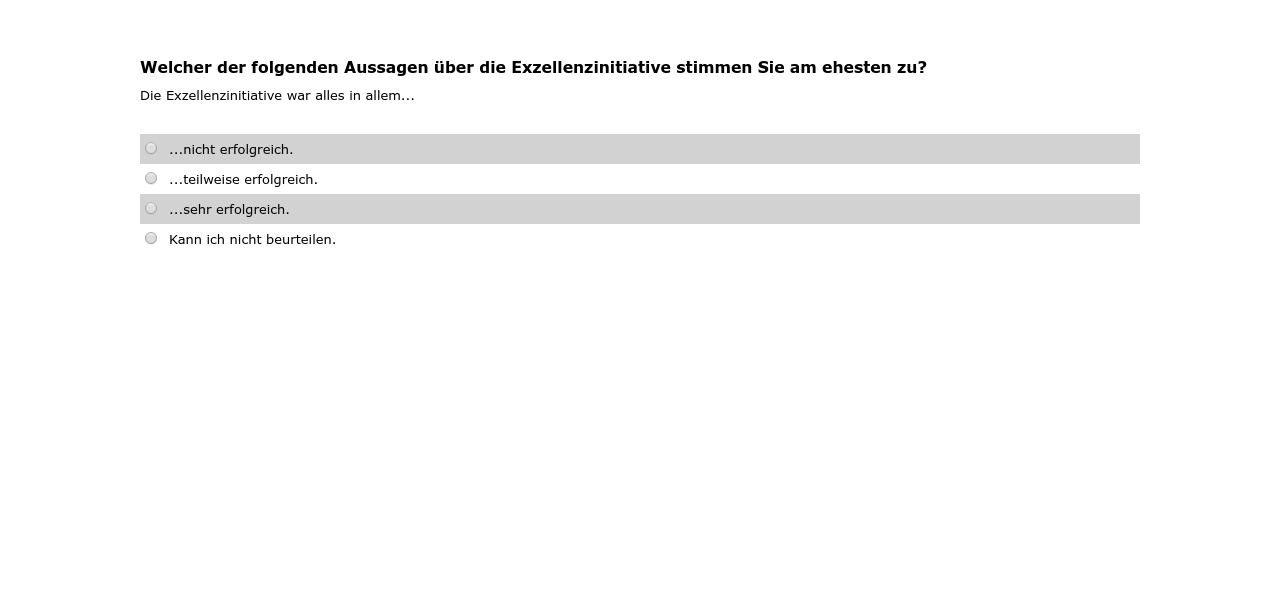 Welcher der folgenden Aussagen über die Exzellenzinitiative stimmen Sie am ehesten zu?
Die Exzellenzinitiative war alles in allem…
…nicht erfolgreich.
…teilweise erfolgreich.
…sehr erfolgreich.
Kann ich nicht beurteilen.